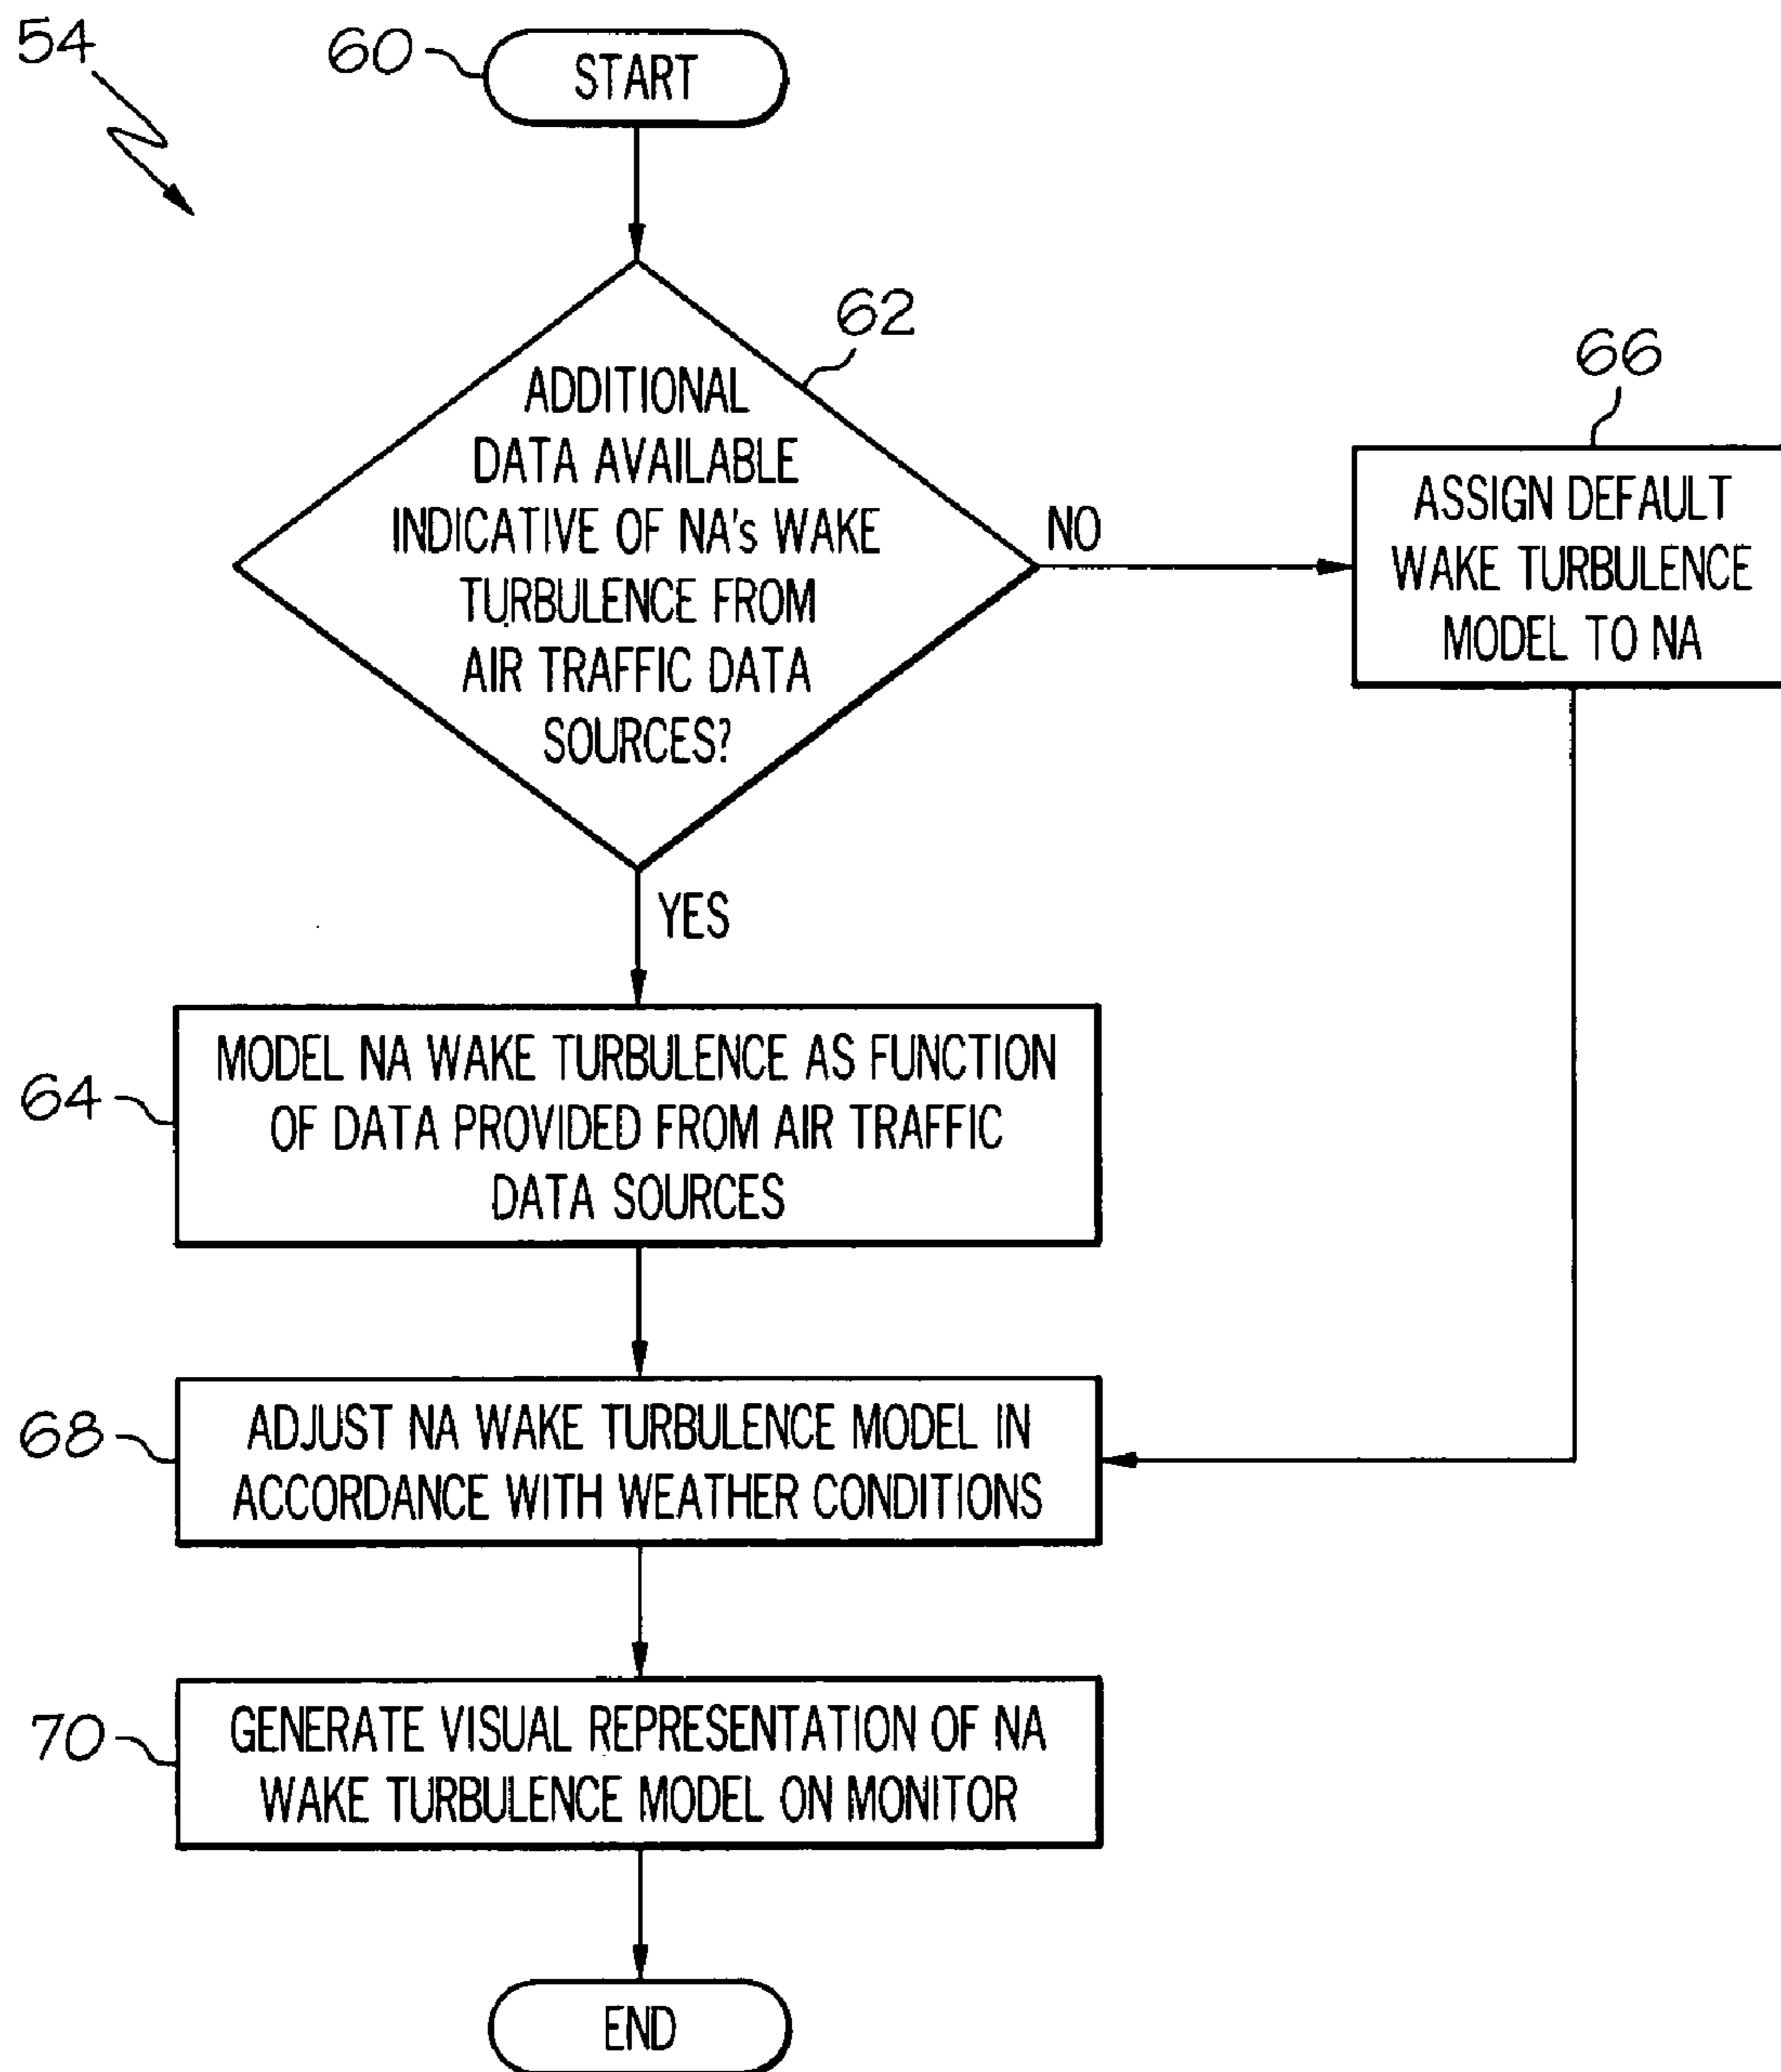 54
60
START
62
ADDITIONAL
DATA AVAILABLE
INDICATIVE OF NA's WAKE
TURBULENCE FROM
AIR TRAFFIC DATA
SOURCES?
NO
66
ASSIGN DEFAULT
WAKE TURBULENCE
MODEL TO NA
YES
64
MODEL NA WAKE TURBULENCE AS FUNCTION
OF DATA PROVIDED FROM AIR TRAFFIC
DATA SOURCES
68
ADJUST NA WAKE TURBULENCE MODEL IN
ACCORDANCE WITH WEATHER CONDITIONS
70
GENERATE VISUAL REPRESENTATION OF NA
WAKE TURBULENCE MODEL ON MONITOR
END